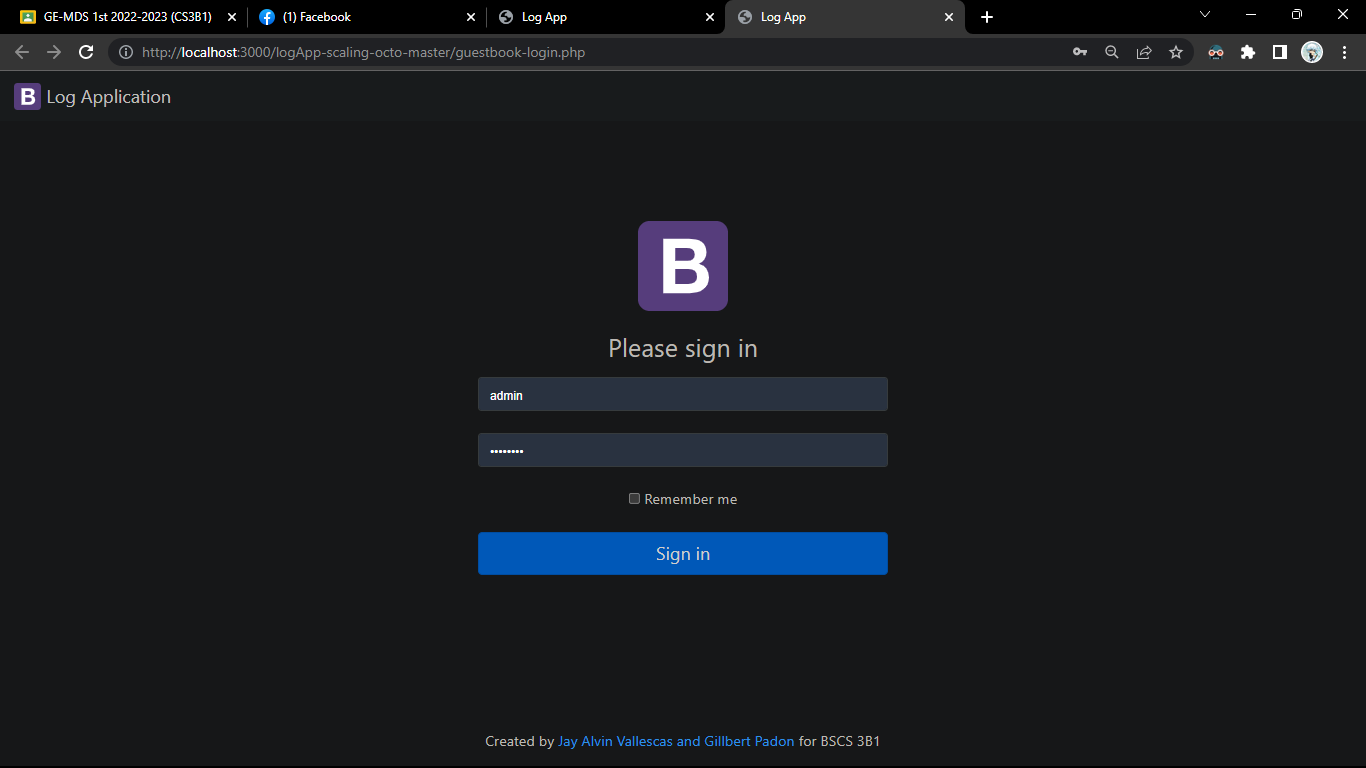 GE-MDS 1st 2022-2023 (CS3B1)
(1) Facebook
Log App
Log App
http://localhost:3000/logApp-scaling-octo-master/guestbook-login.php
B Log Application
B
Please sign in
admin
••••••••
Remember me
Sign in
Created by Jay Alvin Vallescas and Gillbert Padon for BSCS 3B1